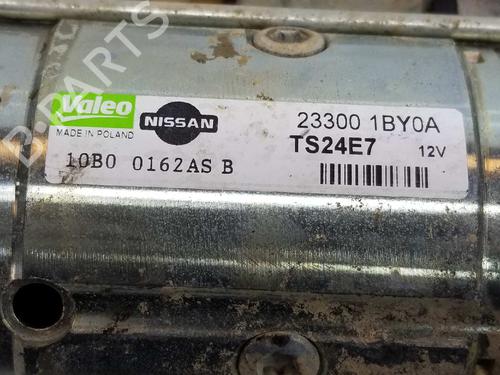 Valeo
MADE IN POLAND
NISSAN
23300 1BY0A
TS24E7
12V
10B0 0162AS B
B-PARTS